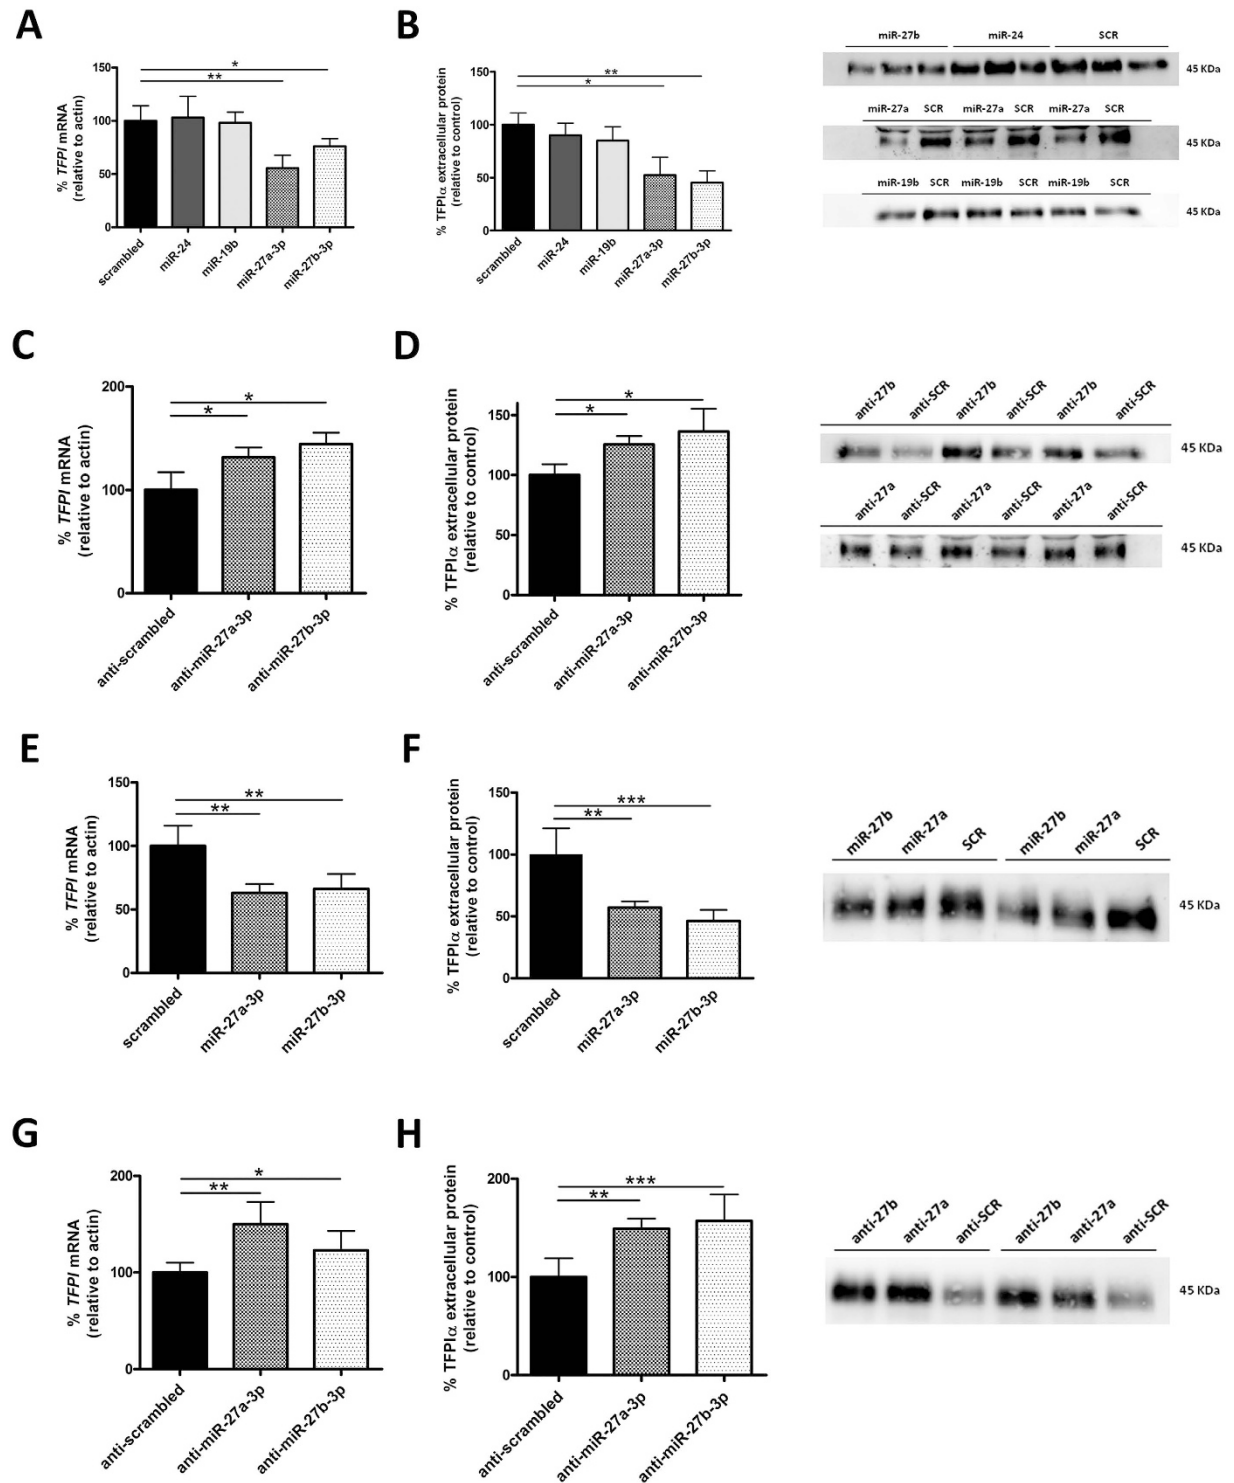 A
% TFPI mRNA
(relative to actin)
150
100
50
0
*
**
scrambled
miR-24
miR-19b
miR-27a-3p
miR-27b-3p
B
% TFPIα extracellular protein
(relative to control)
150
100
50
0
**
*
scrambled
miR-24
miR-19b
miR-27a-3p
miR-27b-3p
miR-27b miR-24 SCR
45 KDa
miR-27a SCR miR-27a SCR miR-27a SCR
45 KDa
miR-19b SCR miR-19b SCR miR-19b SCR
45 KDa
C
% TFPI mRNA
(relative to actin)
200
100
0
*
*
anti-scrambled
anti-miR-27a-3p
anti-miR-27b-3p
D
% TFPIα extracellular protein
(relative to control)
150
100
50
0
*
*
anti-scrambled
anti-miR-27a-3p
anti-miR-27b-3p
anti-27b anti-SCR anti-27b anti-SCR anti-27b anti-SCR
45 KDa
anti-27a anti-SCR anti-27a anti-SCR anti-27a anti-SCR
45 KDa
E
% TFPI mRNA
(relative to actin)
150
100
50
0
**
**
scrambled
miR-27a-3p
miR-27b-3p
F
% TFPIα extracellular protein
(relative to control)
150
100
50
0
***
**
scrambled
miR-27a-3p
miR-27b-3p
miR-27b miR-27a SCR miR-27b miR-27a SCR
45 KDa
G
% TFPI mRNA
(relative to actin)
200
100
0
*
**
anti-scrambled
anti-miR-27a-3p
anti-miR-27b-3p
H
% TFPIα extracellular protein
(relative to control)
200
100
0
***
**
anti-scrambled
anti-miR-27a-3p
anti-miR-27b-3p
anti-27b anti-27a anti-SCR anti-27b anti-27a anti-SCR
45 KDa